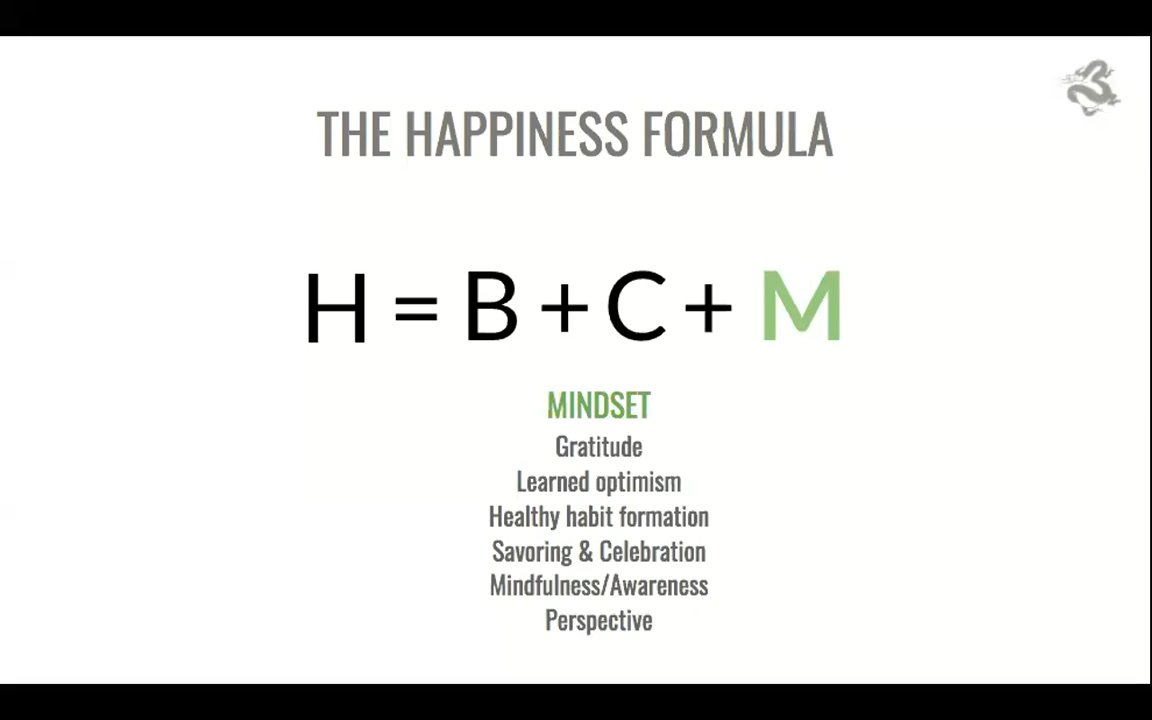 THE HAPPINESS FORMULA
H = B + C + M
MINDSET
Gratitude
Learned optimism
Healthy habit formation
Savoring & Celebration
Mindfulness/Awareness
Perspective